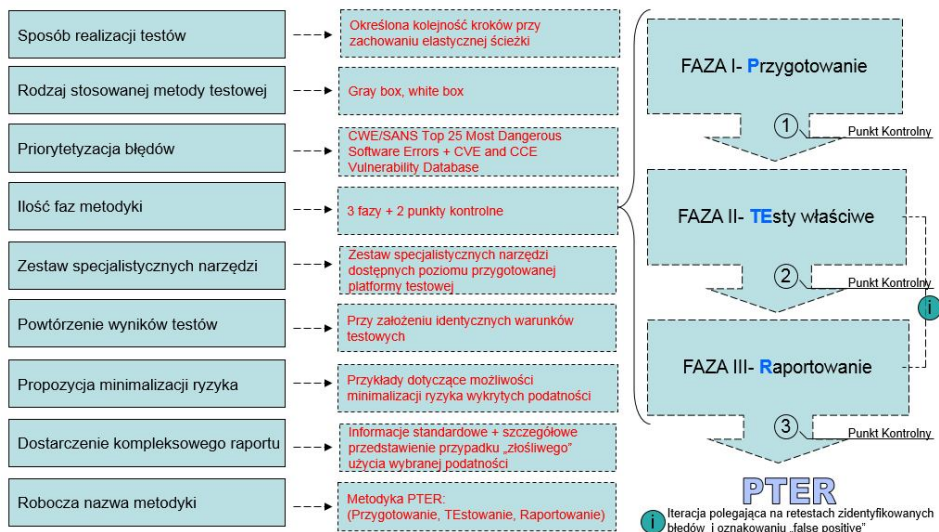 Sposób realizacji testów
Określona kolejność kroków przy
zachowaniu elastycznej ścieżki
Rodzaj stosowanej metody testowej
Gray box, white box
Priorytetyzacja błędów
CWE/SANS Top 25 Most Dangerous
Software Errors + CVE and CCE
Vulnerability Database
Ilość faz metodyki
3 fazy + 2 punkty kontrolne
Zestaw specjalistycznych narzędzi
Zestaw specjalistycznych narzędzi
dostępnych poziomu przygotowanej
platformy testowej
Powtórzenie wyników testów
Przy założeniu identycznych warunków
testowych
Propozycja minimalizacji ryzyka
Przykłady dotyczące możliwości
minimalizacji ryzyka wykrytych podatności
Dostarczenie kompleksowego raportu
Informacje standardowe + szczegółowe
przedstawienie przypadku „złośliwego”
użycia wybranej podatności
Robocza nazwa metodyki
Metodyka PTER:
(Przygotowanie, TEstowanie, Raportowanie)
FAZA I- Przygotowanie
1
Punkt Kontrolny
FAZA II- TEsty właściwe
2
Punkt Kontrolny
i
FAZA III- Raportowanie
3
Punkt Kontrolny
PTER
i Iteracja polegająca na retestach zidentyfikowanych
błędów i oznakowaniu „false positive”